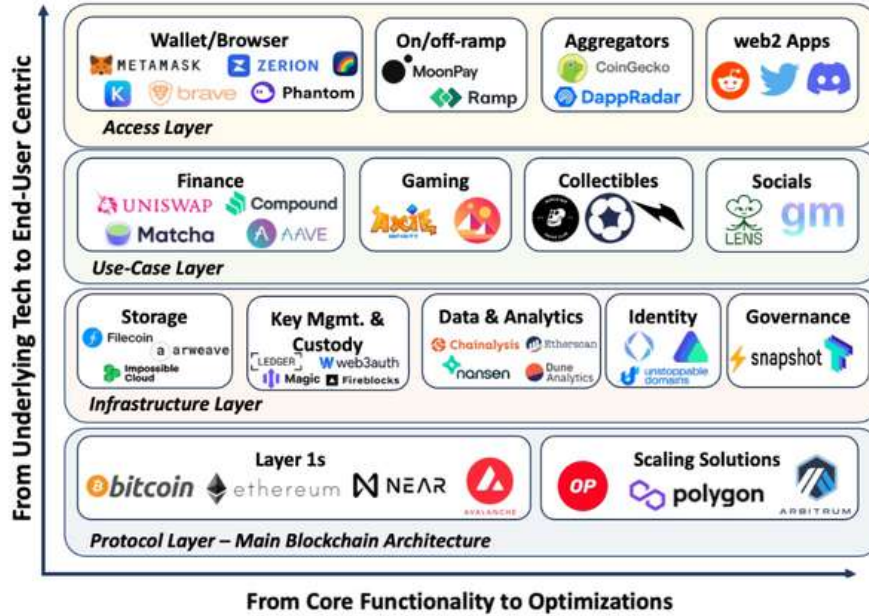 From Underlying Tech to End-User Centric
Wallet/Browser
METAMASK
ZERION
K
brave
Phantom
On/off-ramp
MoonPay
Ramp
Aggregators
CoinGecko
DappRadar
web2 Apps
Access Layer
Finance
UNISWAP
Compound
Matcha
AAVE
Gaming
AXIE
INFINITY
Collectibles
Socials
LENS
gm
Use-Case Layer
Storage
Filecoin
a arweave
Impossible
Cloud
Key Mgmt. &
Custody
LEDGER
web3auth
Magic
Fireblocks
Data & Analytics
Chainalysis
Etherscan
nansen
Dune
Analytics
Identity
unstoppable
domains
Governance
snapshot
Infrastructure Layer
Layer 1s
bitcoin
ethereum
NEAR
AVALANCHE
Scaling Solutions
OP
polygon
ARBITRUM
Protocol Layer – Main Blockchain Architecture
From Core Functionality to Optimizations